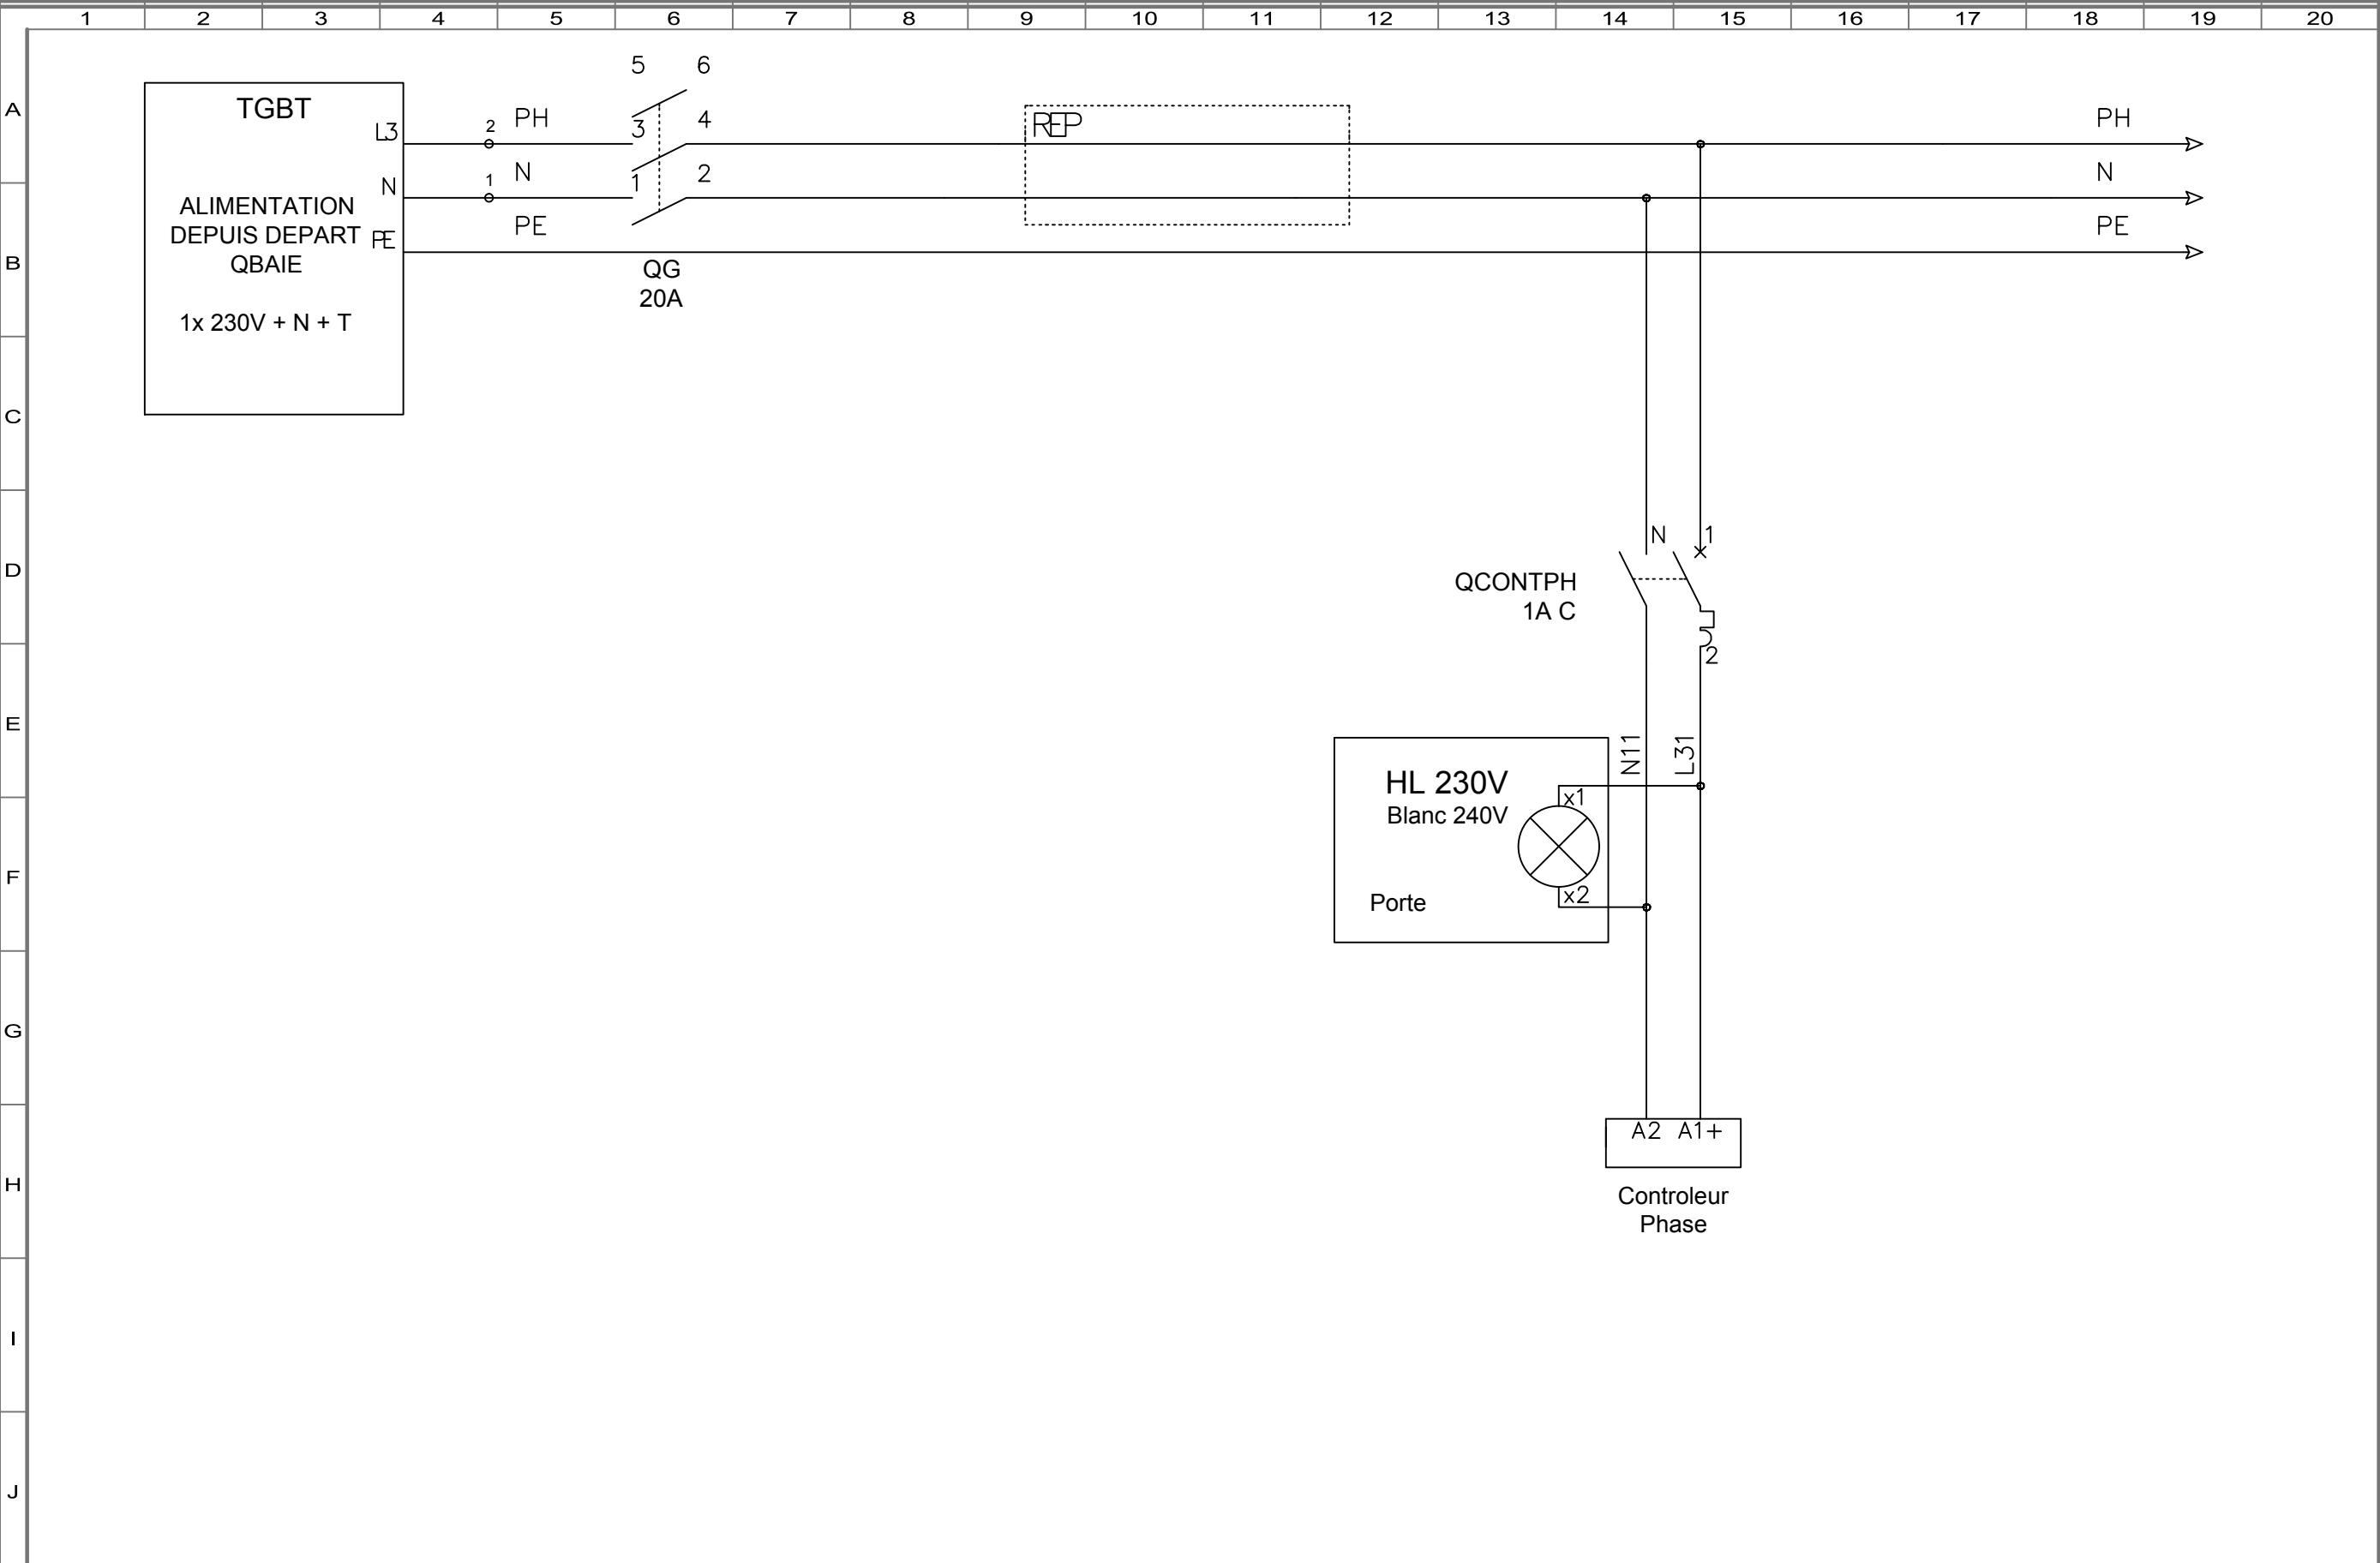 1 2 3 4 5 6 7 8 9 10 11 12 13 14 15 16 17 18 19 20
A
B
C
D
E
F
G
H
I
J
TGBT
ALIMENTATION
DEPUIS DEPART
QBAIE
1x 230V + N + T
L3
N
PE
2
1
PH
N
PE
5 6
3 4
1 2
QG
20A
REP
PH
N
PE
N 1
QCONTPH
1A C
2
N11
L31
HL 230V
Blanc 240V
x1
x2
Porte
A2 A1+
Controleur
Phase